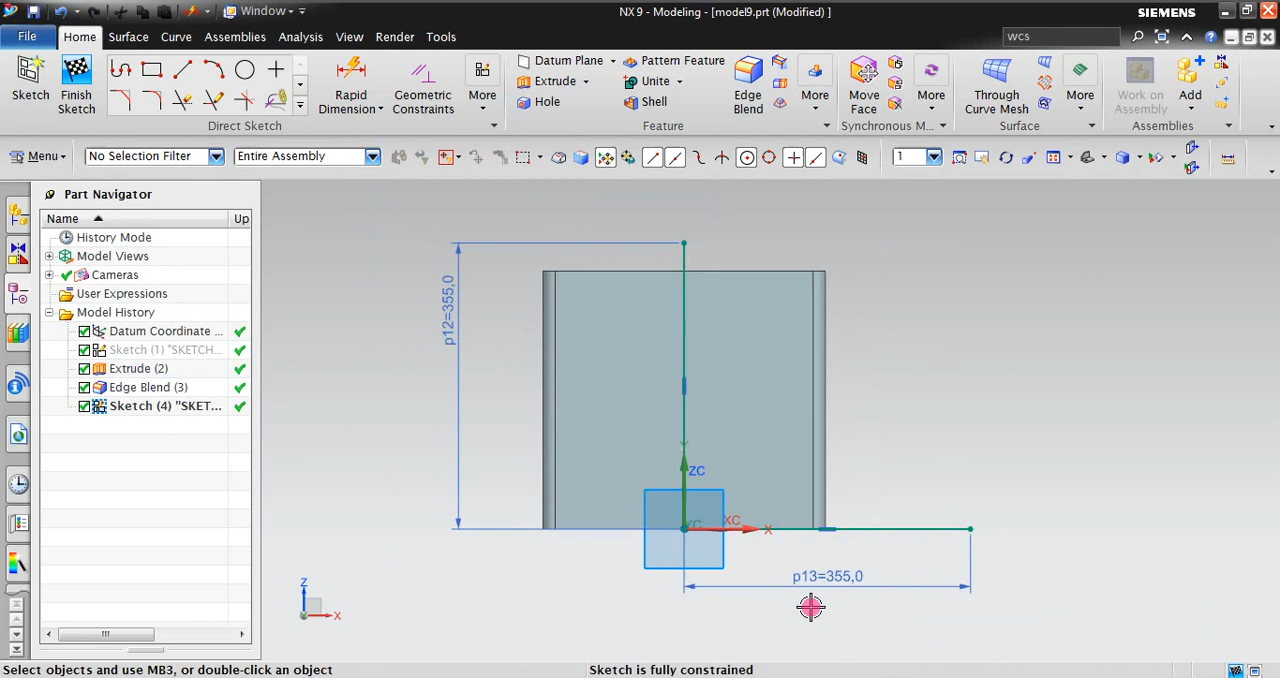 Window
NX 9 - Modeling - [model9.prt (Modified) ]
SIEMENS
File
Home
Surface
Curve
Assemblies
Analysis
View
Render
Tools
wcs
Sketch
Finish
Sketch
Rapid
Dimension
Geometric
Constraints
More
Datum Plane
Extrude
Hole
Pattern Feature
Unite
Shell
Edge
Blend
More
Move
Face
More
Through
Curve Mesh
More
Work on
Assembly
Add
Direct Sketch
Feature
Synchronous M...
Surface
Assemblies
Menu
No Selection Filter
Entire Assembly
1
Part Navigator
Name
Up
History Mode
Model Views
Cameras
User Expressions
Model History
Datum Coordinate ...
Sketch (1) "SKETCH...
Extrude (2)
Edge Blend (3)
Sketch (4) "SKET...
p12=355,0
Y
ZC
YC
XC
X
p13=355,0
Z
X
Select objects and use MB3, or double-click an object
Sketch is fully constrained